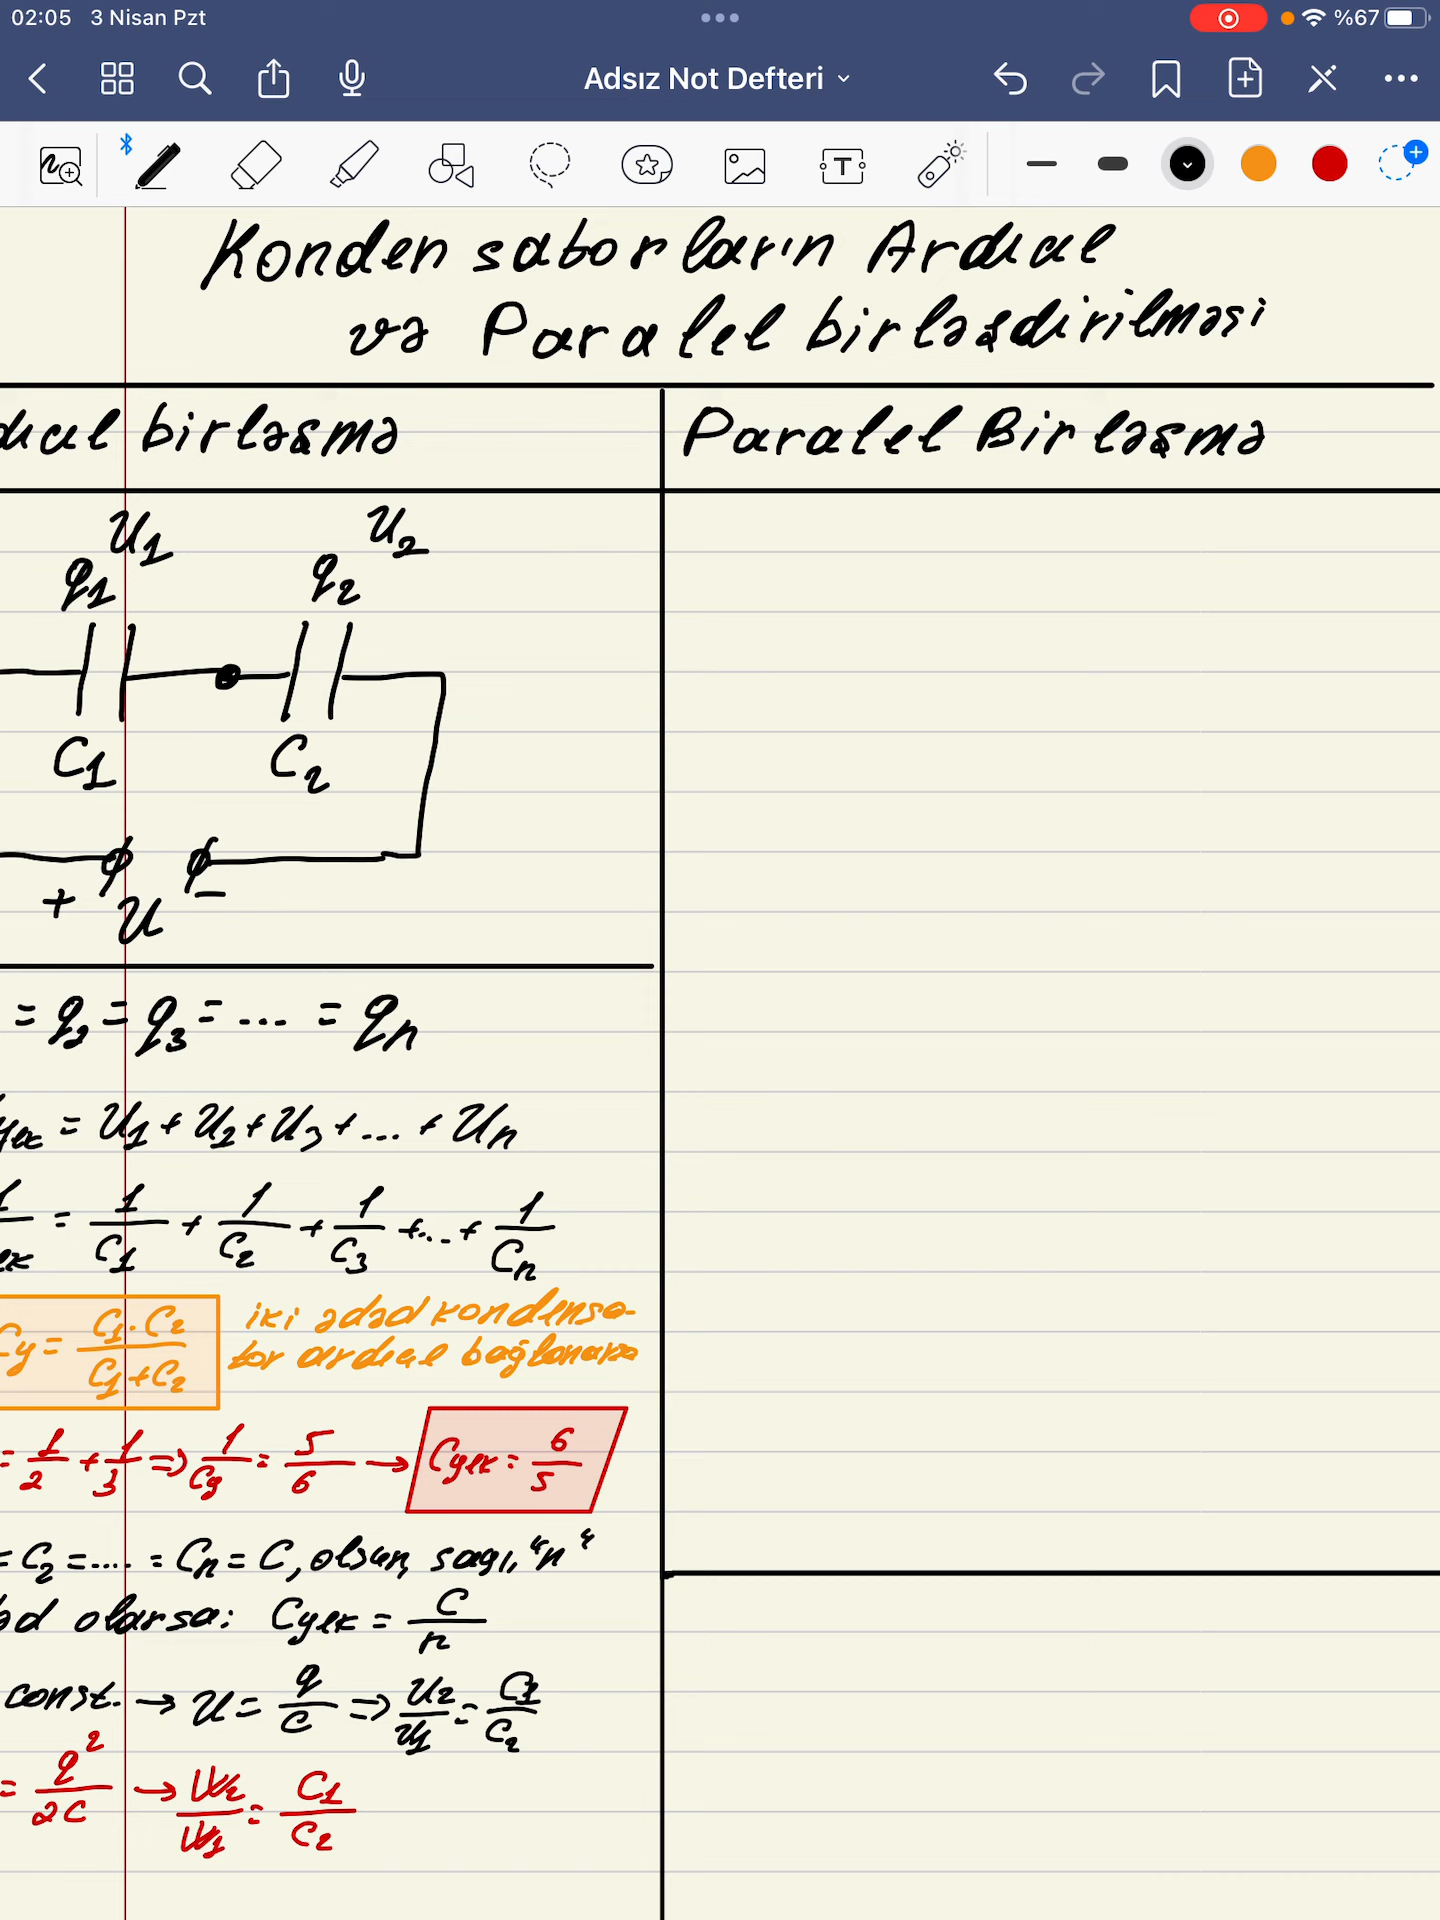 02:05 3 Nisan Pzt
%67
Adsız Not Defteri
Kondensatorların Ardıcıl
və Paralel birləşdirilməsi
dıcıl birləşmə
Paralel Birləşmə
U₁ U₂
q₁ q₂
C₁ C₂
+ U −
= q₂ = q₃ = ... = qₙ
= U₁ + U₂ + U₃ + ... + Uₙ
= 1/C₁ + 1/C₂ + 1/C₃ + ... + 1/Cₙ
Cy = C₁·C₂/C₁+C₂
iki ədəd kondensa-
tor ardıcıl bağlanarsa
= 1/2 + 1/3 => 1/Cy = 5/6 → Cyek = 6/5
= C₂ = .... = Cₙ = C, olsun, sayı, "n"
əd olarsa: Cyek = C/n
const. → U = q/C => U₂/U₁ = C₁/C₂
= q²/2C → W₂/W₁ = C₁/C₂